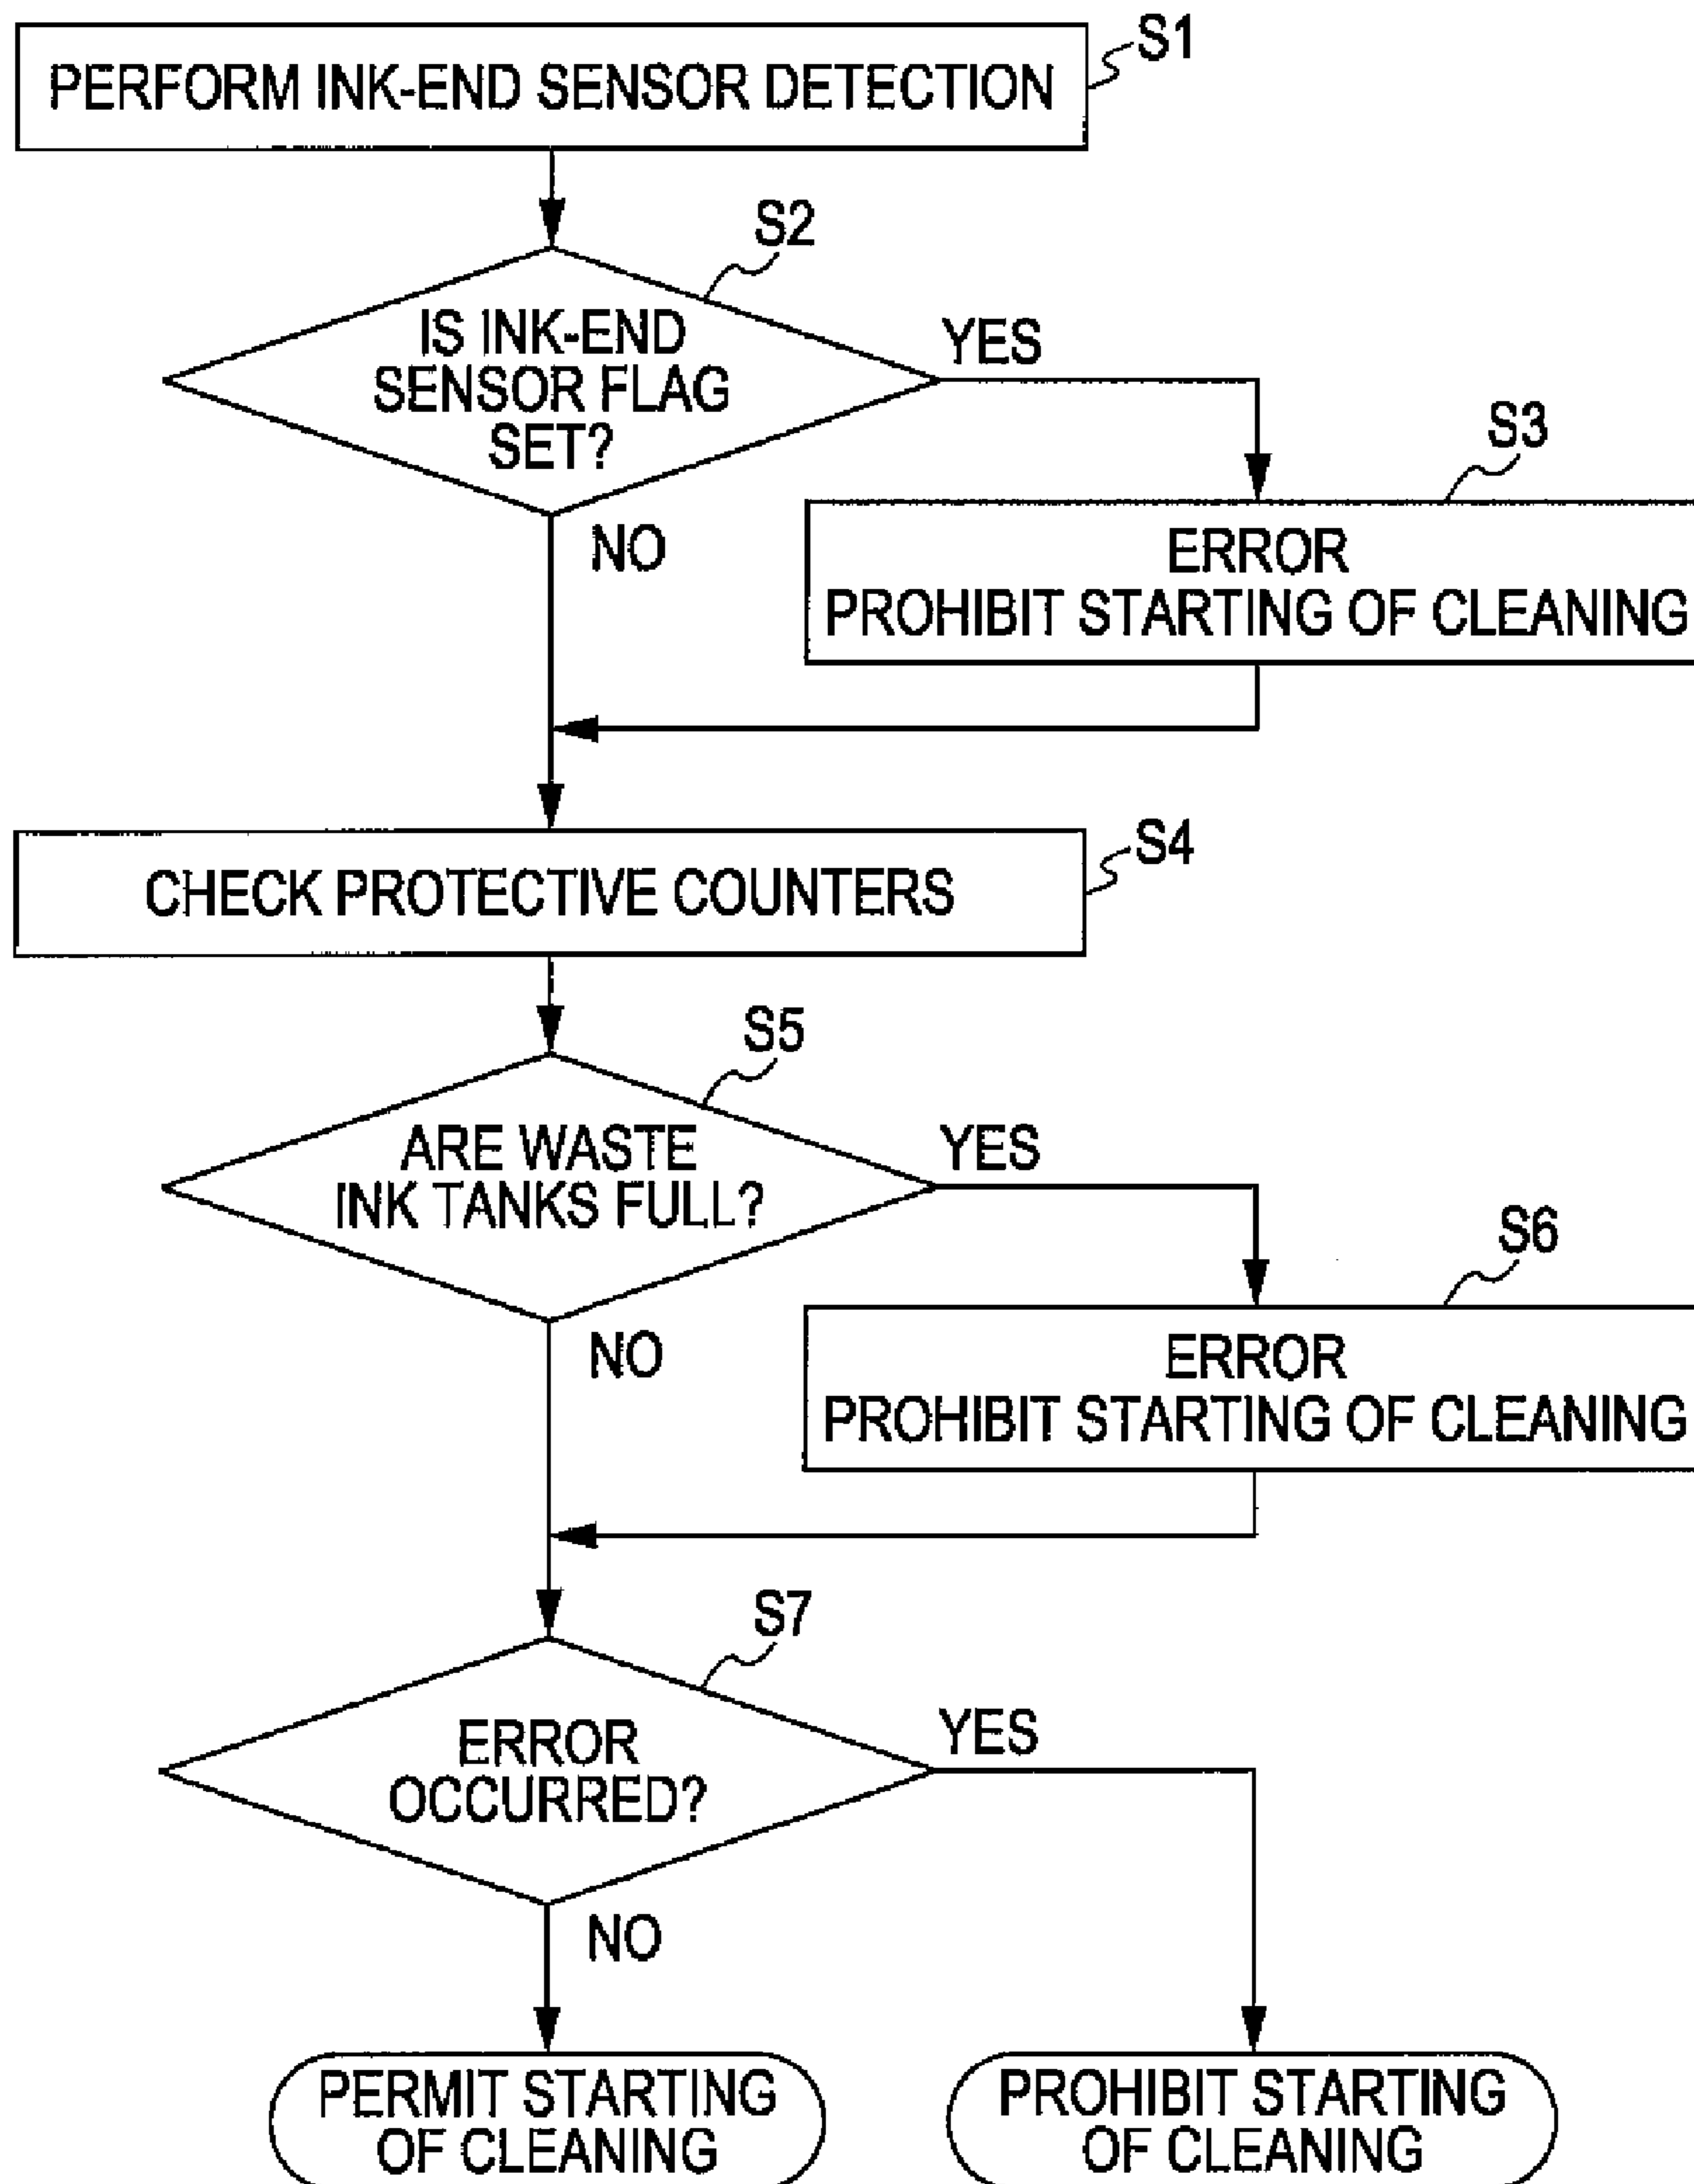 S1
PERFORM INK-END SENSOR DETECTION
S2
IS INK-END
SENSOR FLAG
SET?
YES
NO
S3
ERROR
PROHIBIT STARTING OF CLEANING
S4
CHECK PROTECTIVE COUNTERS
S5
ARE WASTE
INK TANKS FULL?
YES
NO
S6
ERROR
PROHIBIT STARTING OF CLEANING
S7
ERROR
OCCURRED?
YES
NO
PERMIT STARTING
OF CLEANING
PROHIBIT STARTING
OF CLEANING